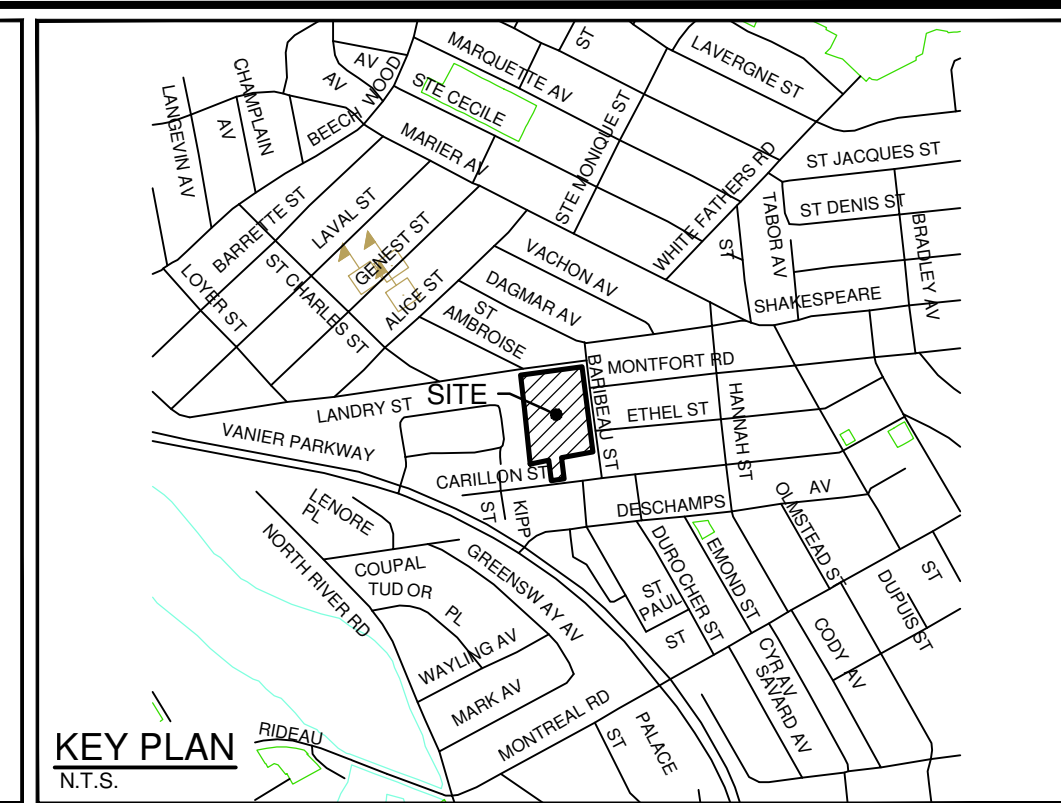 MARQUETTE AV
ST
LAVERGNE ST
AV
AV
BEECH WOOD
CHAMPLAIN
AV
LANGEVIN AV
STE CECILE
MARIER AV
STE MONIQUE ST
WHITE FATHERS RD
ST JACQUES ST
ST DENIS ST
TABOR AV
ST
BRADLEY AV
SHAKESPEARE
BARRETTE ST
LAVAL ST
GENEST ST
LOYER ST
ST CHARLES ST
ALICE ST
VACHON AV
DAGMAR AV
ST
AMBROISE
MONTFORT RD
BARIBEAU ST
ETHEL ST
HANNAH ST
SITE
LANDRY ST
VANIER PARKWAY
CARILLON ST
ST
KIPP
DESCHAMPS
AV
OLMSTEAD ST
LENORE
PL
NORTH RIVER RD
COUPAL
TUD OR
PL
GREENSW AY AV
ST
PAUL
ST
DUROCHER ST
EMOND ST
ST
DUPUIS ST
CODY AV
CYR AV
SAVARD AV
WAYLING AV
MARK AV
MONTREAL RD
ST
PALACE
RIDEAU
KEY PLAN
N.T.S.